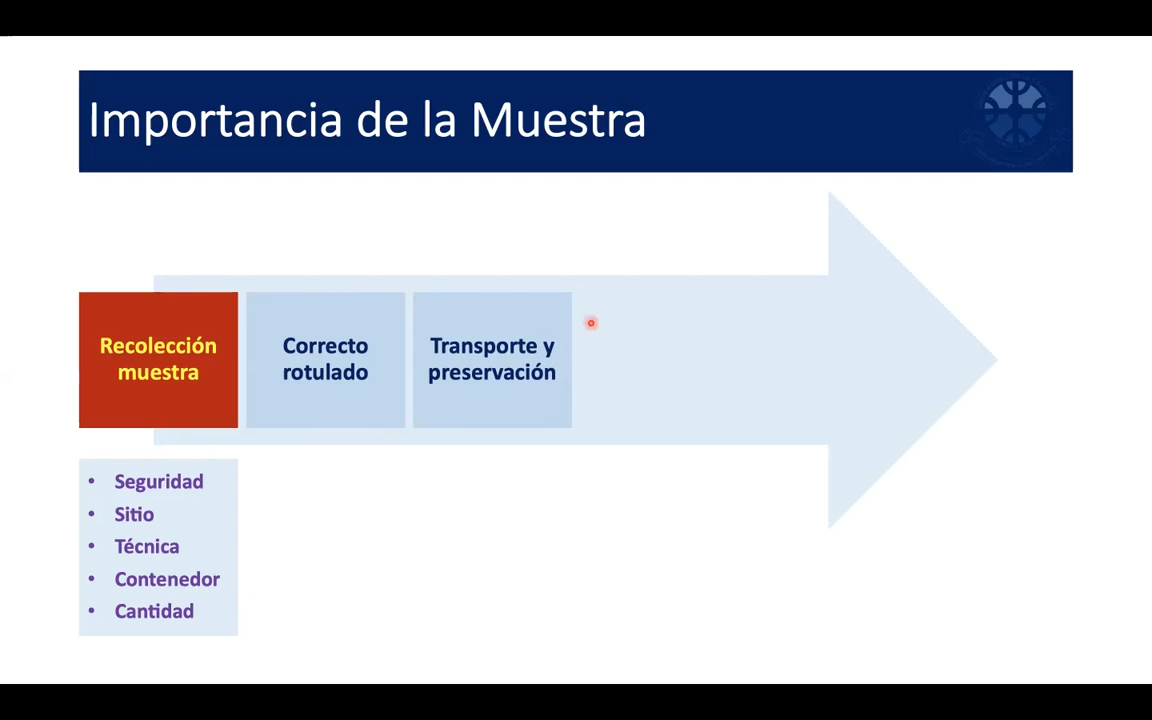 Importancia de la Muestra
Recolección
muestra
Correcto
rotulado
Transporte y
preservación
• Seguridad
• Sitio
• Técnica
• Contenedor
• Cantidad